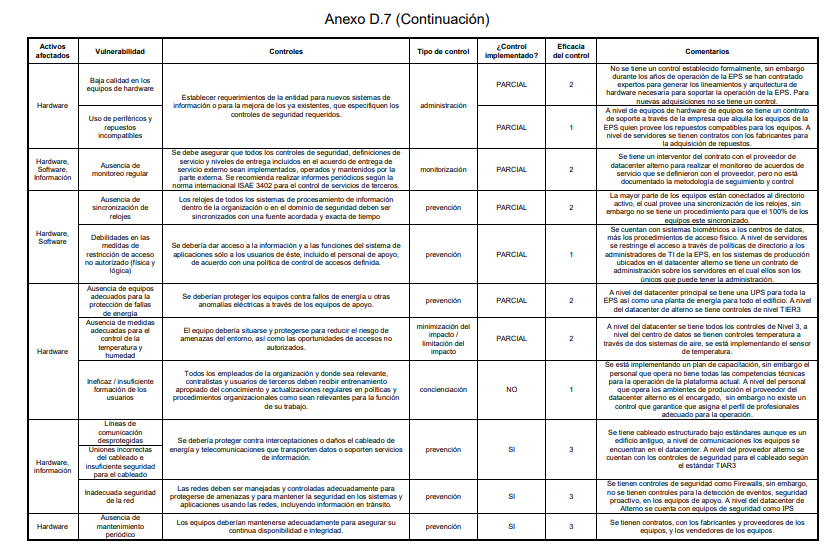 Anexo D.7 (Continuación)
Activos
afectados
Vulnerabilidad
Controles
Tipo de control
¿Control
implementado?
Eficacia
del control
Comentarios
Hardware
Baja calidad en los
equipos de hardware
Establecer requerimientos de la entidad para nuevos sistemas de
información o para la mejora de los ya existentes, que especifiquen los
controles de seguridad requeridos.
administración
PARCIAL
2
No se tiene un control establecido formalmente, sin embargo
durante los años de operación de la EPS se han contratado
expertos para generar los lineamientos y arquitectura de
hardware necesaria para soportar la operación de la EPS. Para
nuevas adquisiciones no se tiene un control.
Uso de periféricos y
repuestos
incompatibles
PARCIAL
1
A nivel de equipos de hardware de equipos se tiene un contrato
de soporte a través de la empresa que alquila los equipos de la
EPS quien provee los repuestos compatibles para los equipos. A
nivel de servidores se tienen contratos con los fabricantes para
la adquisición de repuestos.
Hardware,
Software,
Información
Ausencia de
monitoreo regular
Se debe asegurar que todos los controles de seguridad, definiciones de
servicio y niveles de entrega incluidos en el acuerdo de entrega de
servicio externo sean implementados, operados y mantenidos por la
parte externa. Se recomienda realizar informes periódicos según la
norma internacional ISAE 3402 para el control de servicios de terceros.
monitorización
PARCIAL
2
Se tiene un interventor del contrato con el proveedor de
datacenter alterno para realizar el monitoreo de acuerdos de
servicio que se definieron con el proveedor, pero no está
documentado la metodología de seguimiento y control
Hardware,
Software
Ausencia de
sincronización de
relojes
Los relojes de todos los sistemas de procesamiento de información
dentro de la organización o en el dominio de seguridad deben ser
sincronizados con una fuente acordada y exacta de tiempo
prevención
PARCIAL
2
La mayor parte de los equipos están conectados al directorio
activo, el cual provee una sincronización de los relojes, sin
embargo no se tiene un procedimiento para que el 100% de los
equipos este sincronizado.
Debilidades en las
medidas de
restricción de acceso
no autorizado (física y
lógica)
Se debería dar acceso a la información y a las funciones del sistema de
aplicaciones sólo a los usuarios de éste, incluido el personal de apoyo,
de acuerdo con una política de control de accesos definida.
prevención
PARCIAL
1
Se cuentan con sistemas biométricos a los centros de datos,
más los procedimientos de acceso físico. A nivel de servidores
se restringe el acceso a través de políticas de directorio a los
administradores de TI de la EPS, en los sistemas de producción
ubicados en el datacenter alterno se tiene un contrato de
administración sobre los servidores en el cual ellos son los
únicos que puede tener la administración.
Hardware
Ausencia de equipos
adecuados para la
protección de fallas
de energía
Se deberían proteger los equipos contra fallos de energía u otras
anomalías eléctricas a través de los equipos de apoyo.
prevención
PARCIAL
2
A nivel del datacenter principal se tiene una UPS para toda la
EPS así como una planta de energía para todo el edificio. A nivel
del datacenter de alterno se tiene controles de nivel TIER3
Ausencia de medidas
adecuadas para el
control de la
temperatura y
humedad
El equipo debería situarse y protegerse para reducir el riesgo de
amenazas del entorno, así como las oportunidades de accesos no
autorizados.
minimización del
impacto /
limitación del
impacto
PARCIAL
2
A nivel del datacenter se tiene todos los controles de Nivel 3, a
nivel del centro de datos se tienen controles temperatura a
través de dos sistemas de aire, se está implementando el sensor
de temperatura.
Ineficaz / insuficiente
formación de los
usuarios
Todos los empleados de la organización y donde sea relevante,
contratistas y usuarios de terceros deben recibir entrenamiento
apropiado del conocimiento y actualizaciones regulares en políticas y
procedimientos organizacionales como sean relevantes para la función
de su trabajo.
concienciación
NO
1
Se está implementando un plan de capacitación, sin embargo el
personal que opera no tiene todas las competencias técnicas
para la operación de la plataforma actual. A nivel del personal
que opera los ambientes de producción el proveedor del
datacenter alterno es el encargado, sin embargo no existe un
control que garantice que asigna el perfil de profesionales
adecuado para la operación.
Hardware,
información
Líneas de
comunicación
desprotegidas
Uniones incorrectas
del cableado e
insuficiente seguridad
para el cableado
Se debería proteger contra interceptaciones o daños el cableado de
energía y telecomunicaciones que transporten datos o soporten servicios
de información.
prevención
SI
3
Se tiene cableado estructurado bajo estándares aunque es un
edificio antiguo, a nivel de comunicaciones los equipos se
encuentran en el datacenter. A nivel del proveedor alterno se
cuentan con los controles de seguridad para el cableado según
el estándar TIAR3
Inadecuada seguridad
de la red
Las redes deben ser manejadas y controladas adecuadamente para
protegerse de amenazas y para mantener la seguridad en los sistemas y
aplicaciones usando las redes, incluyendo información en tránsito.
prevención
SI
3
Se tienen controles de seguridad como Firewalls, sin embargo,
no se tienen controles para la detección de eventos, seguridad
proactivo, en los equipos de apoyo. A nivel del datacenter de
Alterno se cuenta con equipos de seguridad como IPS
Hardware
Ausencia de
mantenimiento
periódico
Los equipos deberían mantenerse adecuadamente para asegurar su
continua disponibilidad e integridad.
prevención
SI
3
Se tienen contratos, con los fabricantes y proveedores de los
equipos, y los vendedores de los equipos.